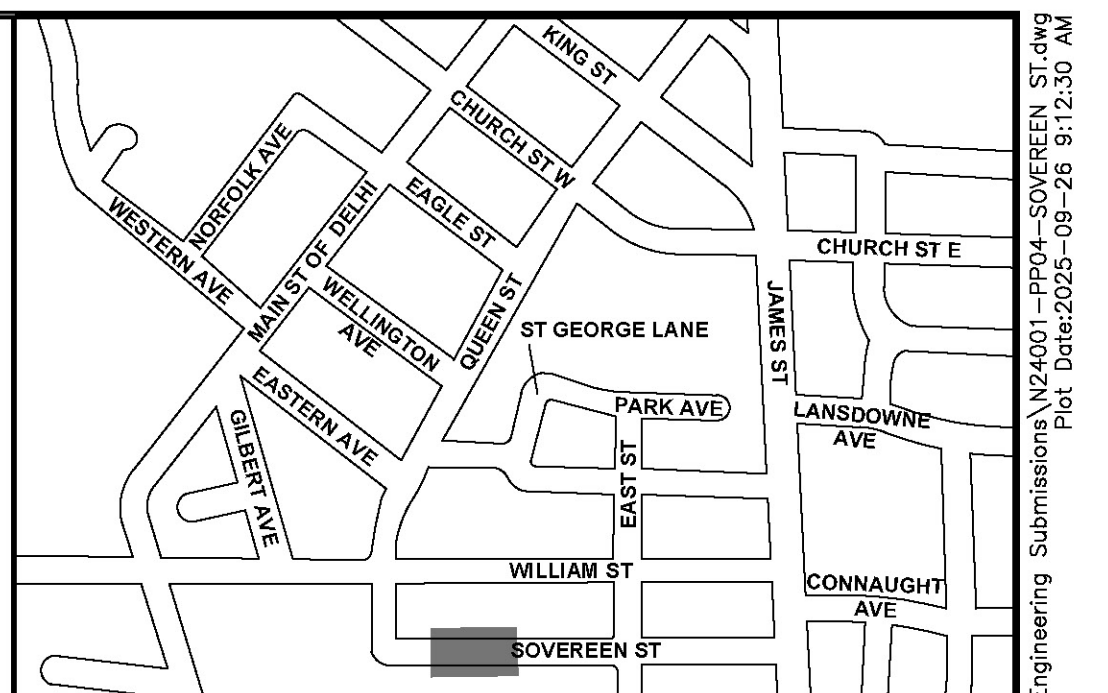 KING ST
CHURCH ST W
NORFOLK AVE
EAGLE ST
WESTERN AVE
MAIN ST OF DELHI
CHURCH ST E
WELLINGTON
AVE
QUEEN ST
ST GEORGE LANE
JAMES ST
EASTERN AVE
PARK AVE
LANSDOWNE
AVE
GILBERT AVE
EAST ST
WILLIAM ST
CONNAUGHT
AVE
SOVEREEN ST
Engineering Submissions\N24001-PP04-SOVEREEN ST.dwg
Plot Date:2025-09-26 9:12:30 AM